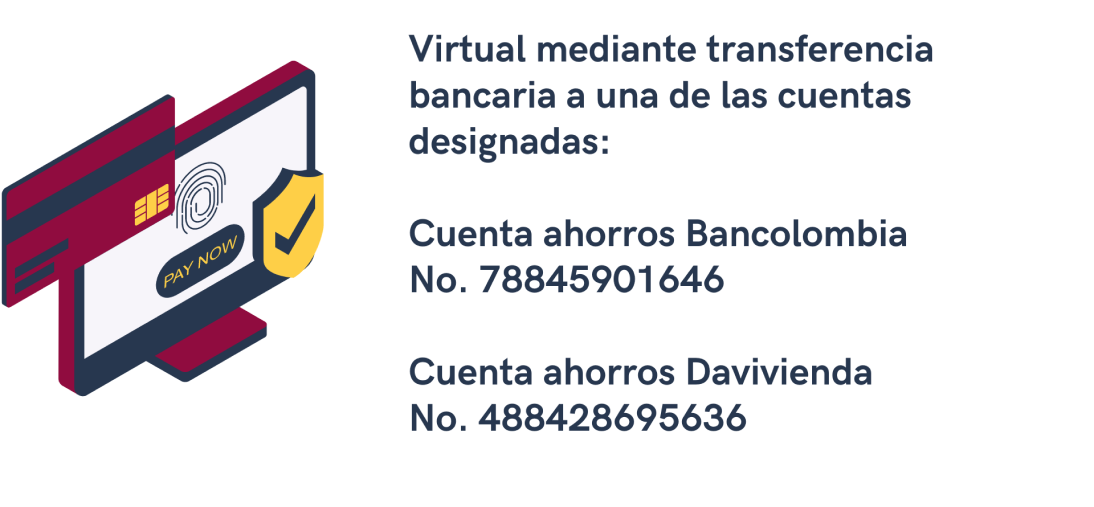 Virtual mediante transferencia
bancaria a una de las cuentas
designadas:
Cuenta ahorros Bancolombia
No. 78845901646
Cuenta ahorros Davivienda
No. 488428695636
PAY NOW